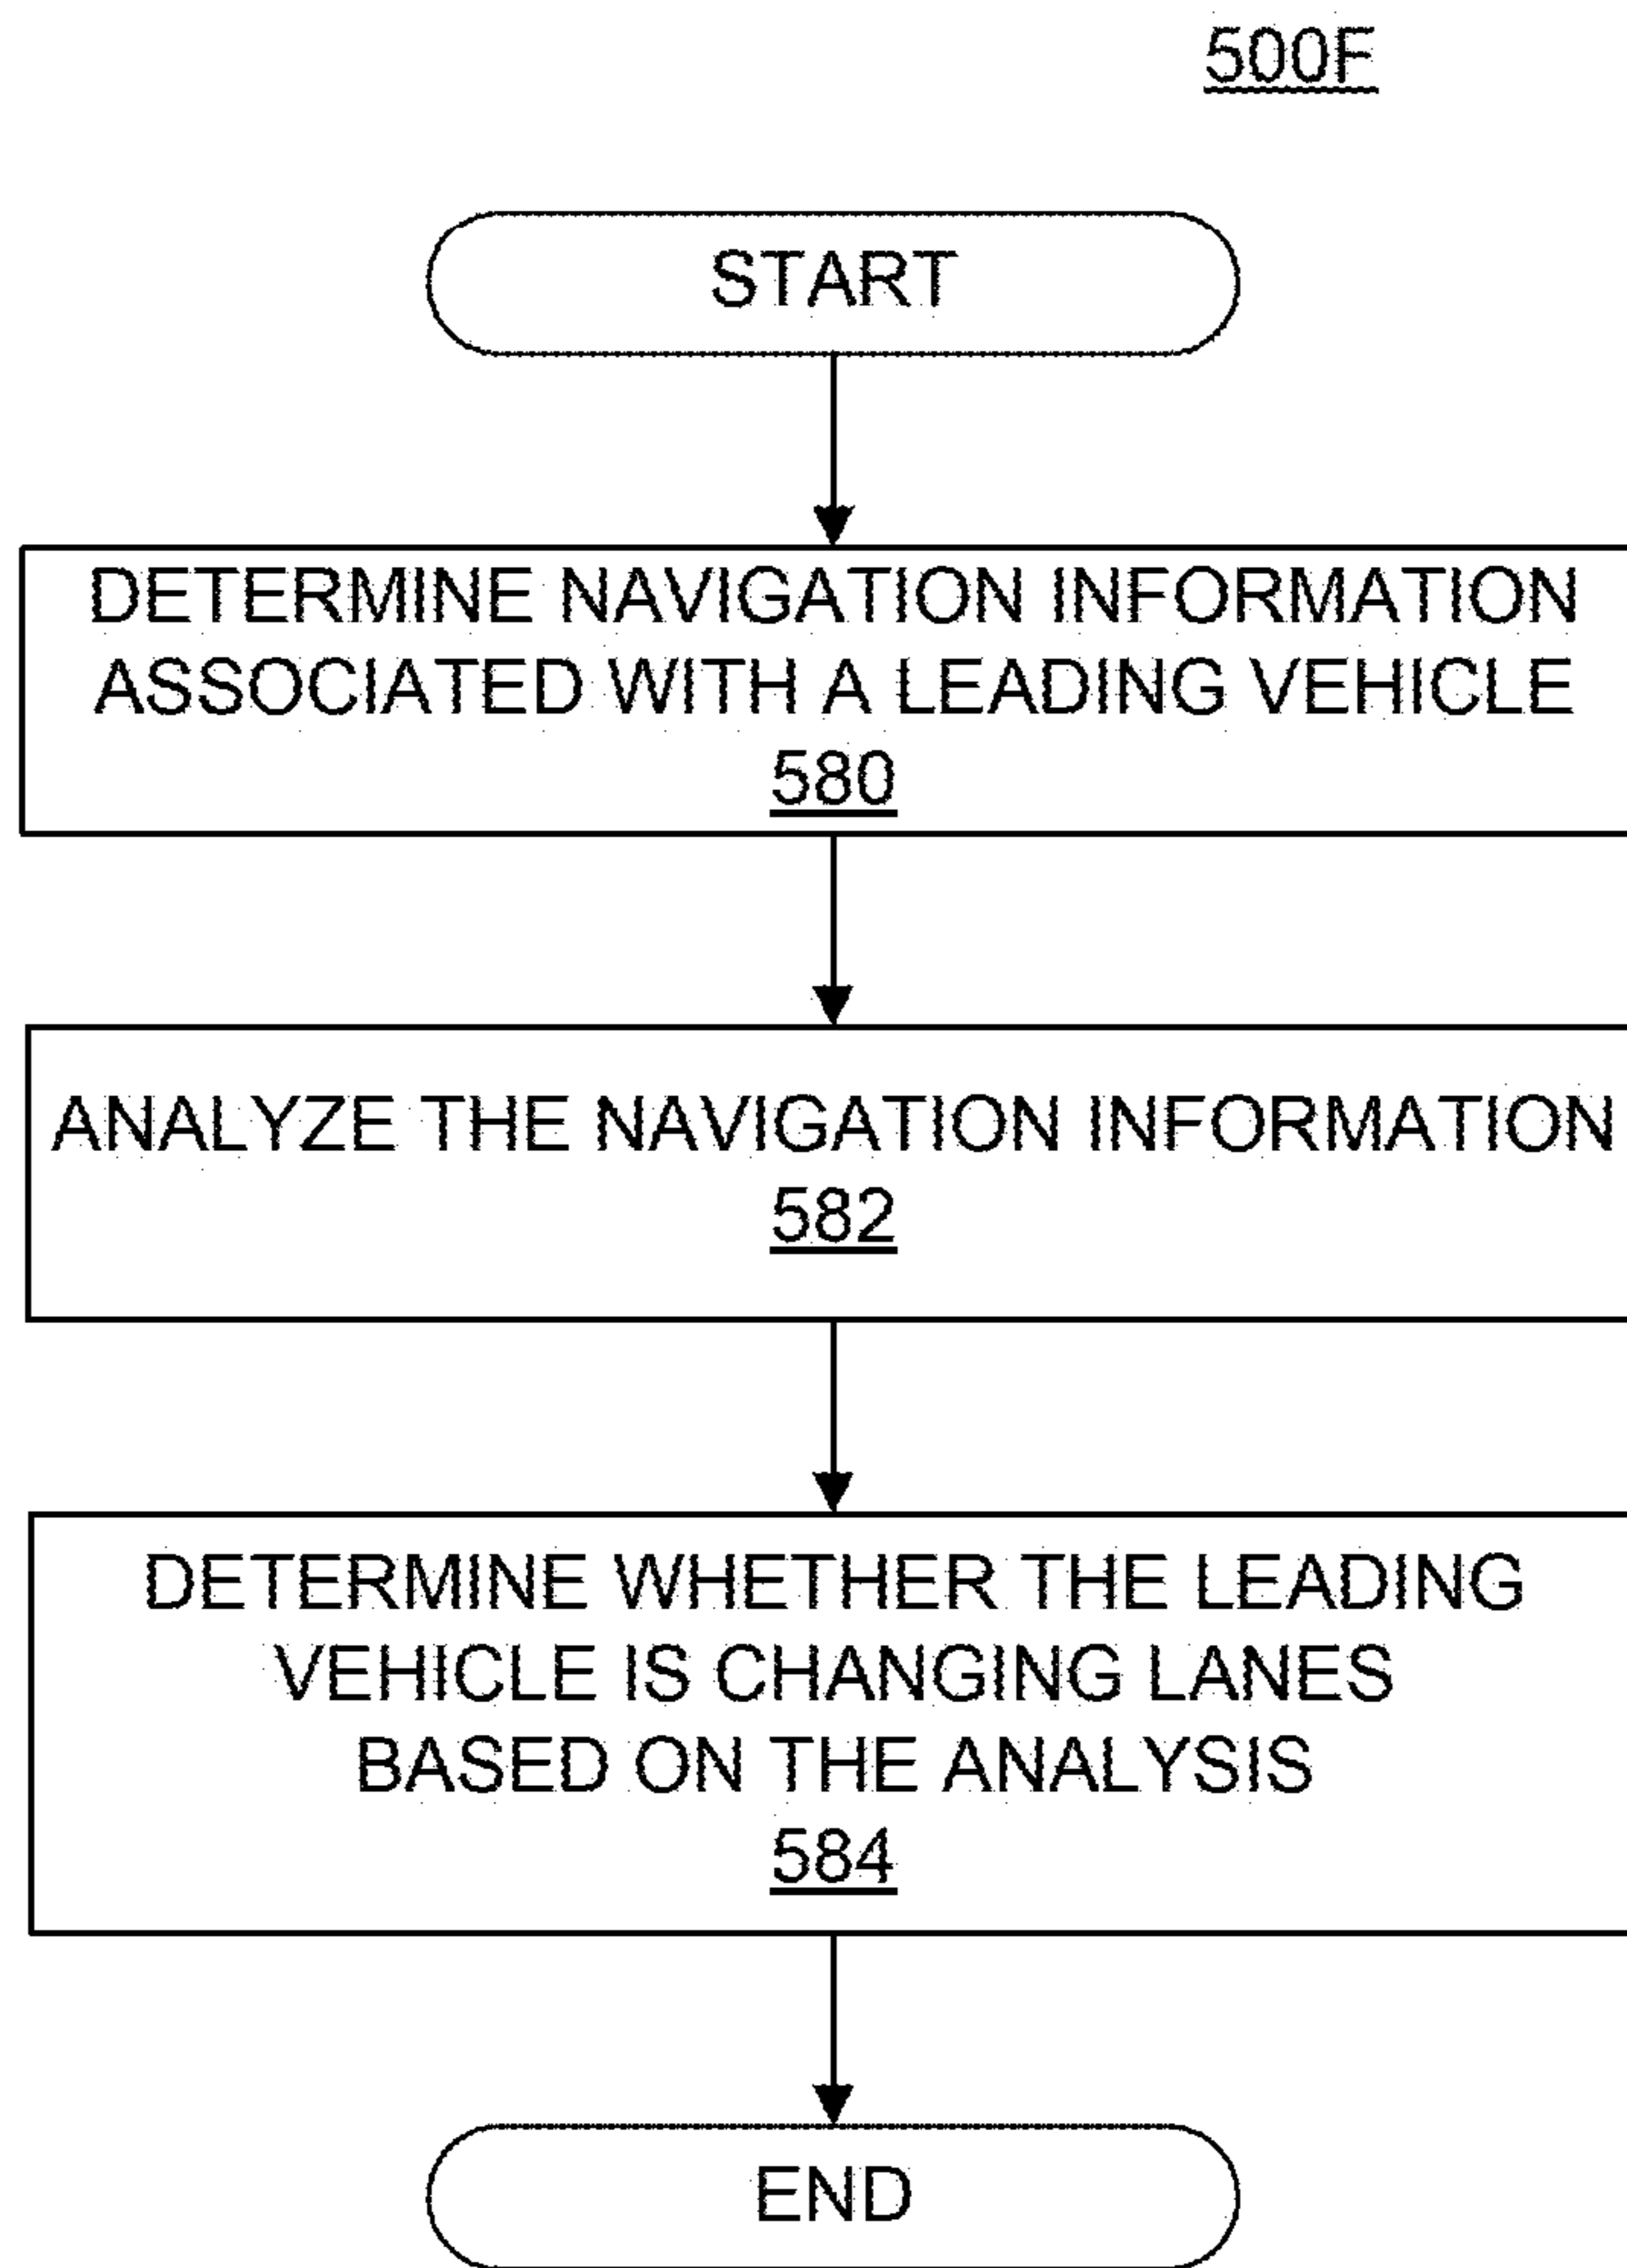 500F
START
DETERMINE NAVIGATION INFORMATION
ASSOCIATED WITH A LEADING VEHICLE
580
ANALYZE THE NAVIGATION INFORMATION
582
DETERMINE WHETHER THE LEADING
VEHICLE IS CHANGING LANES
BASED ON THE ANALYSIS
584
END